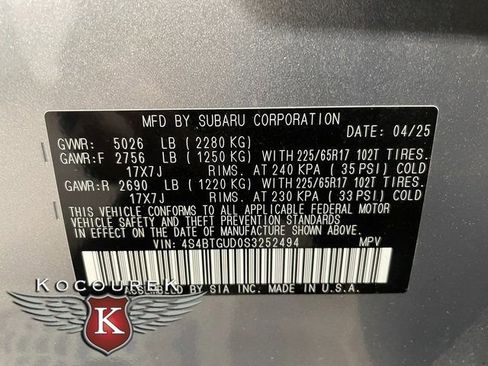 MFD BY SUBARU CORPORATION
DATE: 04/25
GVWR: 5026 LB (2280 KG)
GAWR:F 2756 LB (1250 KG) WITH 225/65R17 102T TIRES.
17X7J RIMS. AT 240 KPA (35 PSI) COLD
GAWR:R 2690 LB (1220 KG) WITH 225/65R17 102T TIRES.
17X7J RIMS. AT 230 KPA (33 PSI) COLD
THIS VEHICLE CONFORMS TO ALL APPLICABLE FEDERAL MOTOR
VEHICLE SAFETY AND THEFT PREVENTION STANDARDS IN
EFFECT ON THE DATE OF MANUFACTURE SHOWN ABOVE.
VIN: 4S4BTGUD0S3252494 MPV
ASSEMBLED BY SIA INC. MADE IN U.S.A.
KOCOUREK
K